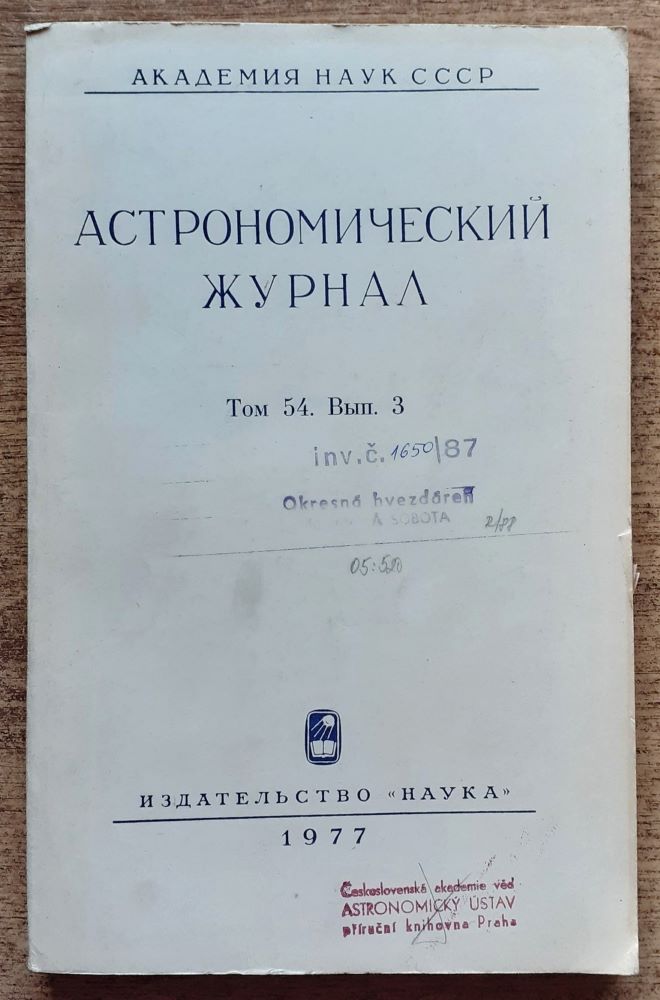 АКАДЕМИЯ НАУК СССР
АСТРОНОМИЧЕСКИЙ
ЖУРНАЛ
Том 54. Вып. 3
inv.č. 1650/87
Okresná hvezdáreň
A SOBOTA
2/88
05:520
ИЗДАТЕЛЬСТВО «НАУКА»
1977
Československá akademie věd
ASTRONOMICKÝ ÚSTAV
příruční knihovna Praha